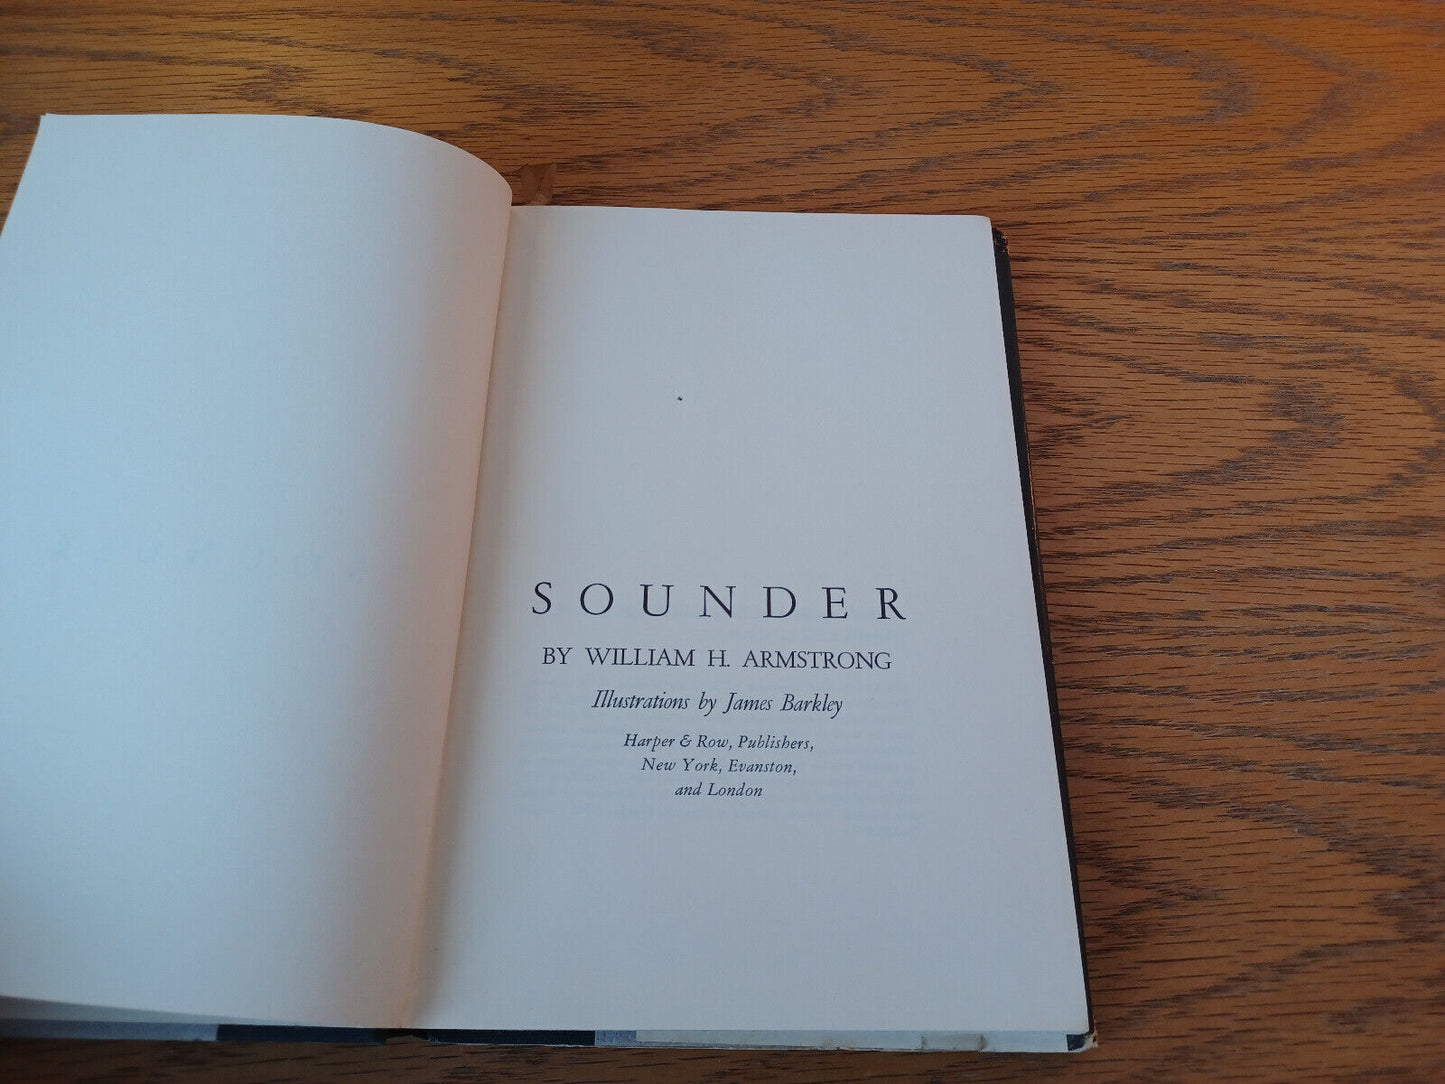 SOUNDER
BY WILLIAM H. ARMSTRONG
Illustrations by James Barkley
Harper & Row, Publishers,
New York, Evanston,
and London